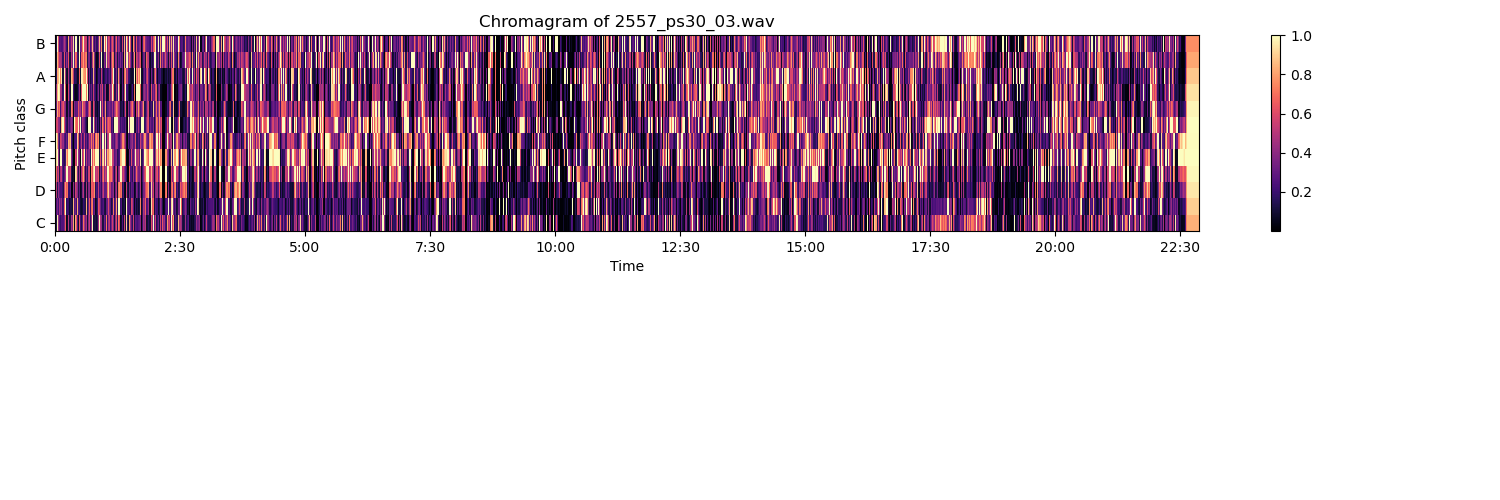 Chromagram of 2557_ps30_03.wav
Pitch class
B
A
G
F
E
D
C
0:00 2:30 5:00 7:30 10:00 12:30 15:00 17:30 20:00 22:30
Time
1.0
0.8
0.6
0.4
0.2